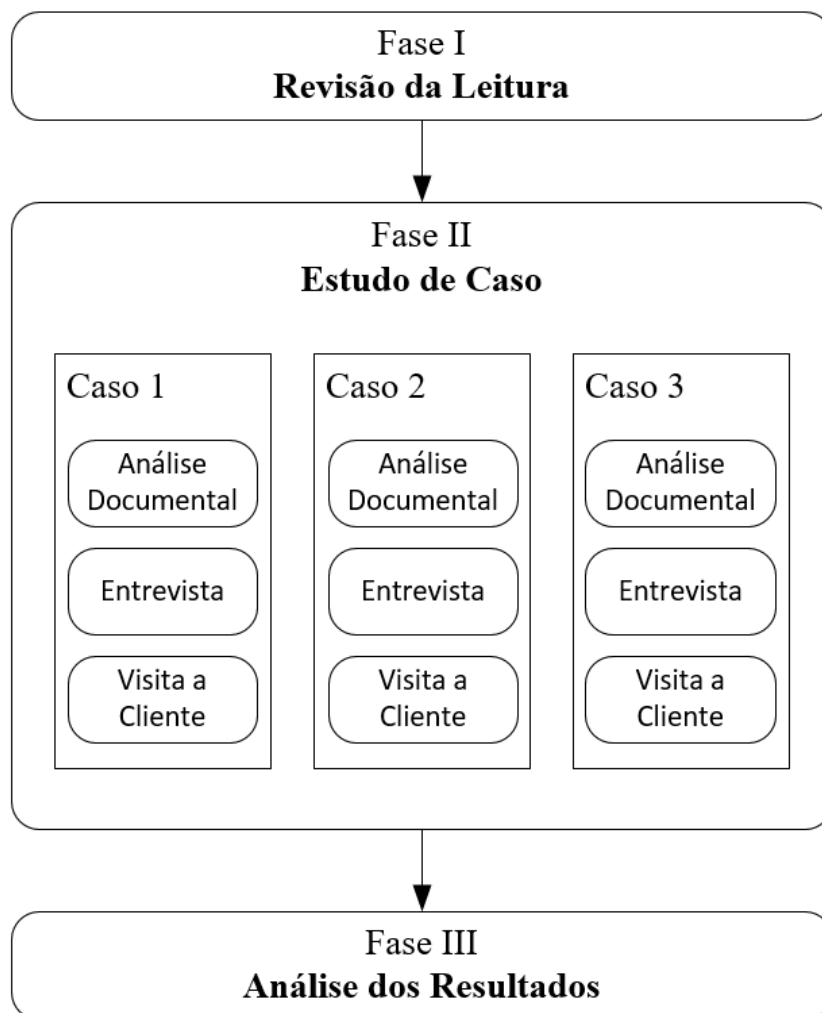 Fase I
Revisão da Leitura
Fase II
Estudo de Caso
Caso 1
Análise
Documental
Entrevista
Visita a
Cliente
Caso 2
Análise
Documental
Entrevista
Visita a
Cliente
Caso 3
Análise
Documental
Entrevista
Visita a
Cliente
Fase III
Análise dos Resultados